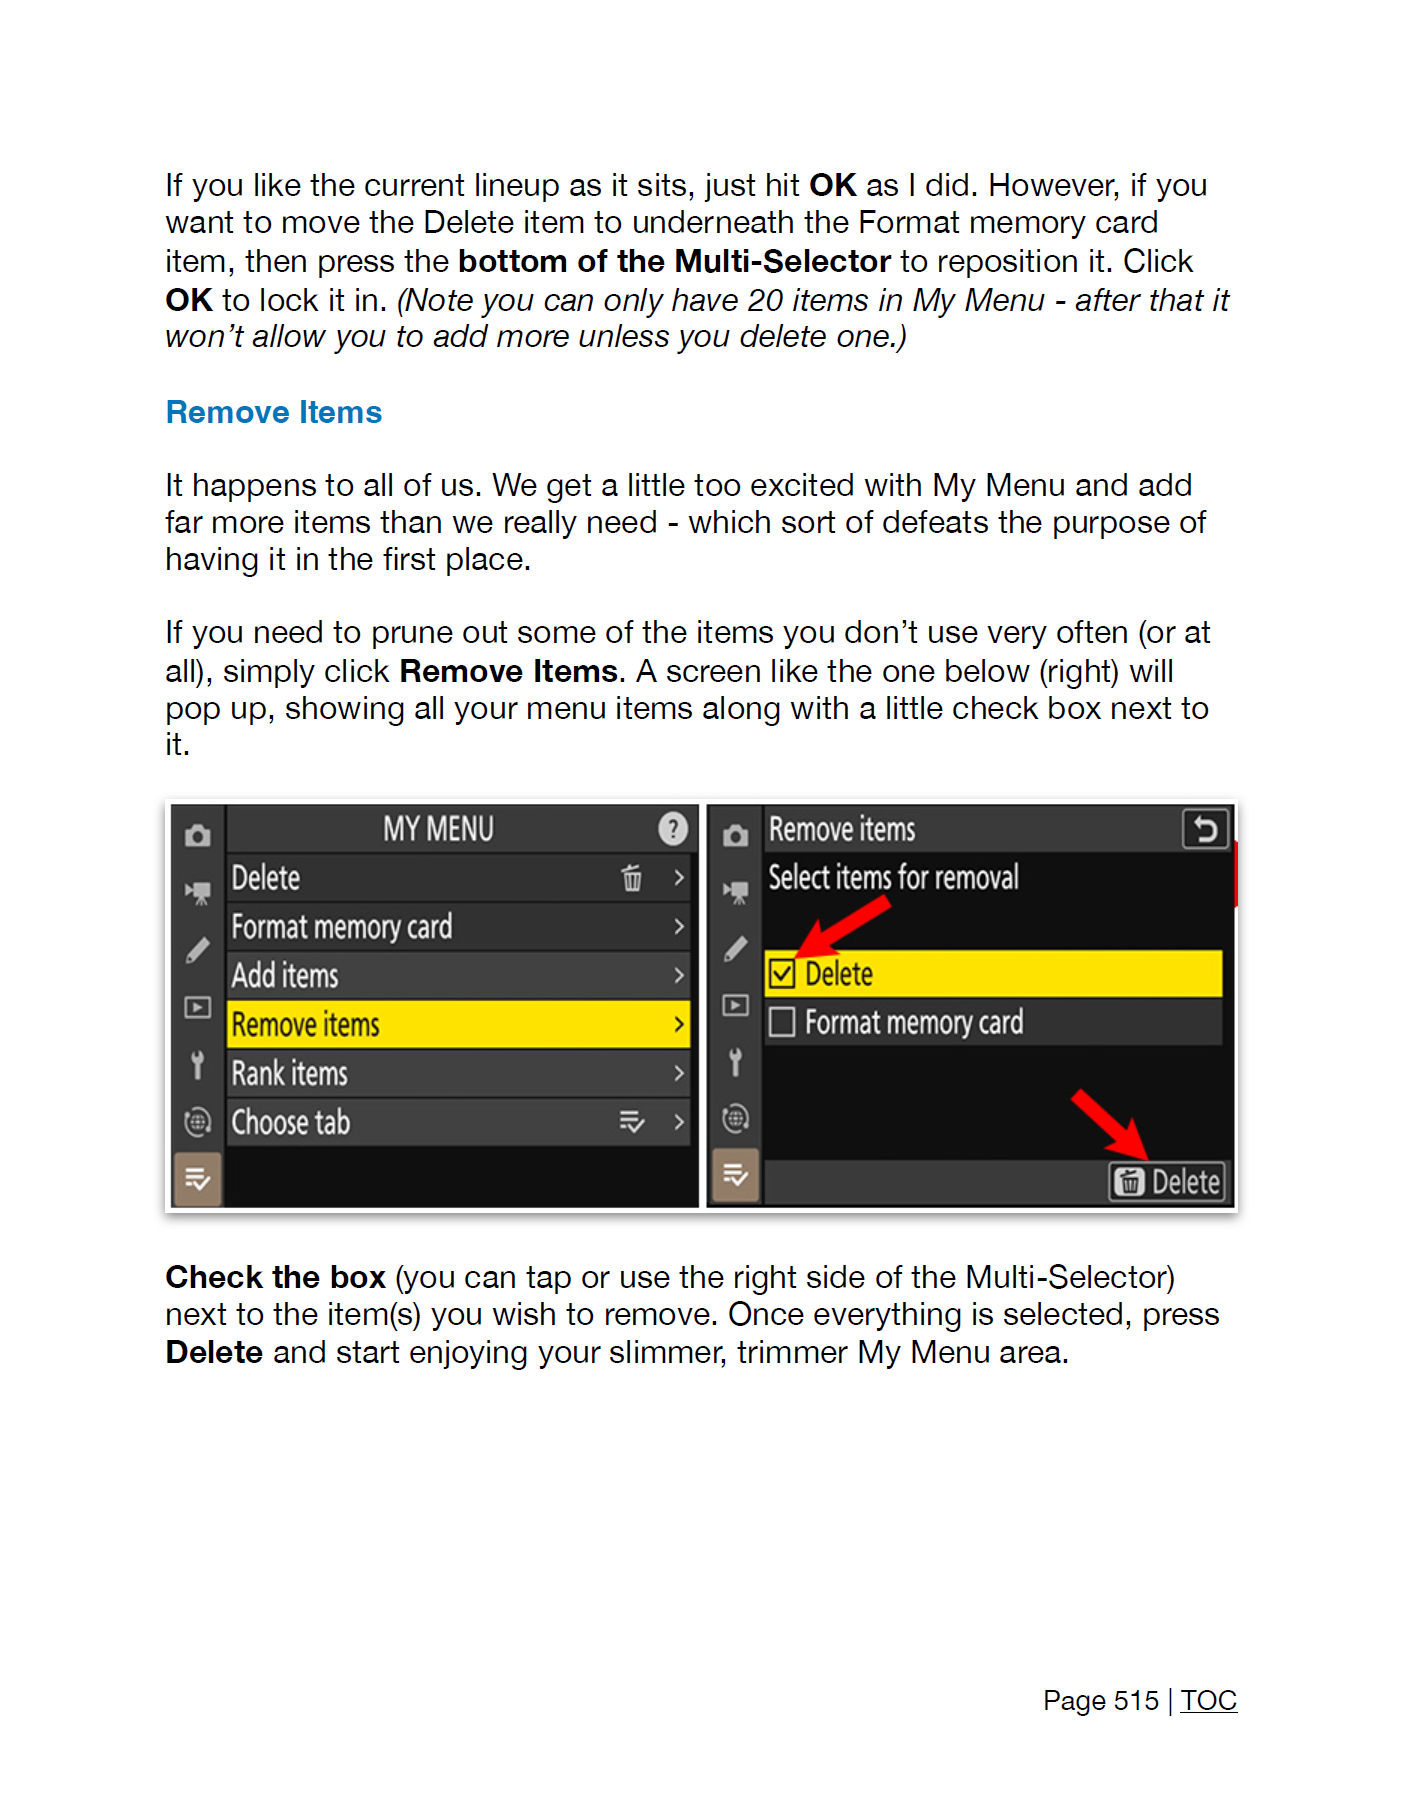 If you like the current lineup as it sits, just hit OK as I did. However, if you
want to move the Delete item to underneath the Format memory card
item, then press the bottom of the Multi-Selector to reposition it. Click
OK to lock it in. (Note you can only have 20 items in My Menu - after that it
won't allow you to add more unless you delete one.)
Remove Items
It happens to all of us. We get a little too excited with My Menu and add
far more items than we really need - which sort of defeats the purpose of
having it in the first place.
If you need to prune out some of the items you don't use very often (or at
all), simply click Remove Items. A screen like the one below (right) will
pop up, showing all your menu items along with a little check box next to
it.
MY MENU ?
Delete
Format memory card
Add items
Remove items
Rank items
Choose tab
Remove items
Select items for removal
Delete
Format memory card
Delete
Check the box (you can tap or use the right side of the Multi-Selector)
next to the item(s) you wish to remove. Once everything is selected, press
Delete and start enjoying your slimmer, trimmer My Menu area.
Page 515 | TOC